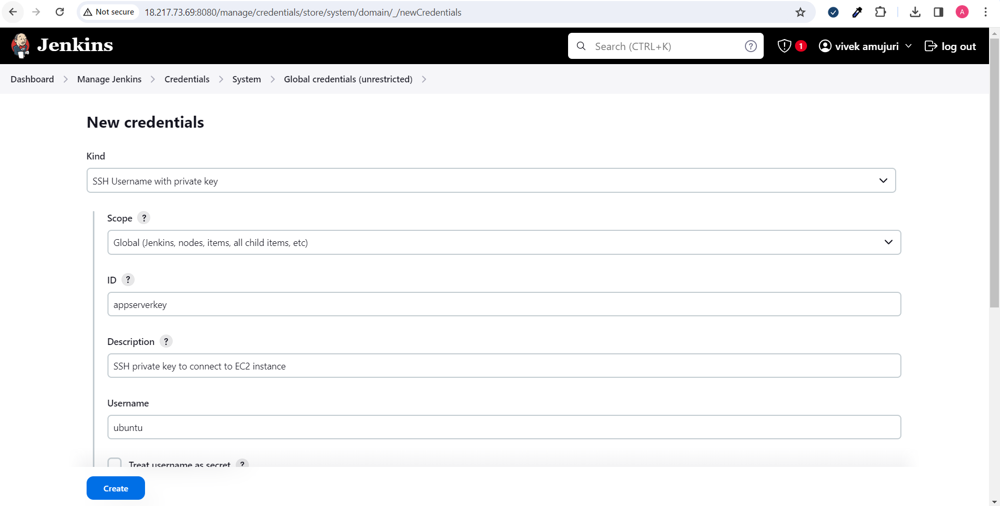 Not secure 18.217.73.69:8080/manage/credentials/store/system/domain/_/newCredentials A
Jenkins Search (CTRL+K) ? 1 vivek amujuri log out
Dashboard Manage Jenkins Credentials System Global credentials (unrestricted)
New credentials
Kind
SSH Username with private key
Scope ?
Global (Jenkins, nodes, items, all child items, etc)
ID ?
appserverkey
Description ?
SSH private key to connect to EC2 instance
Username
ubuntu
Treat username as secret ?
Create